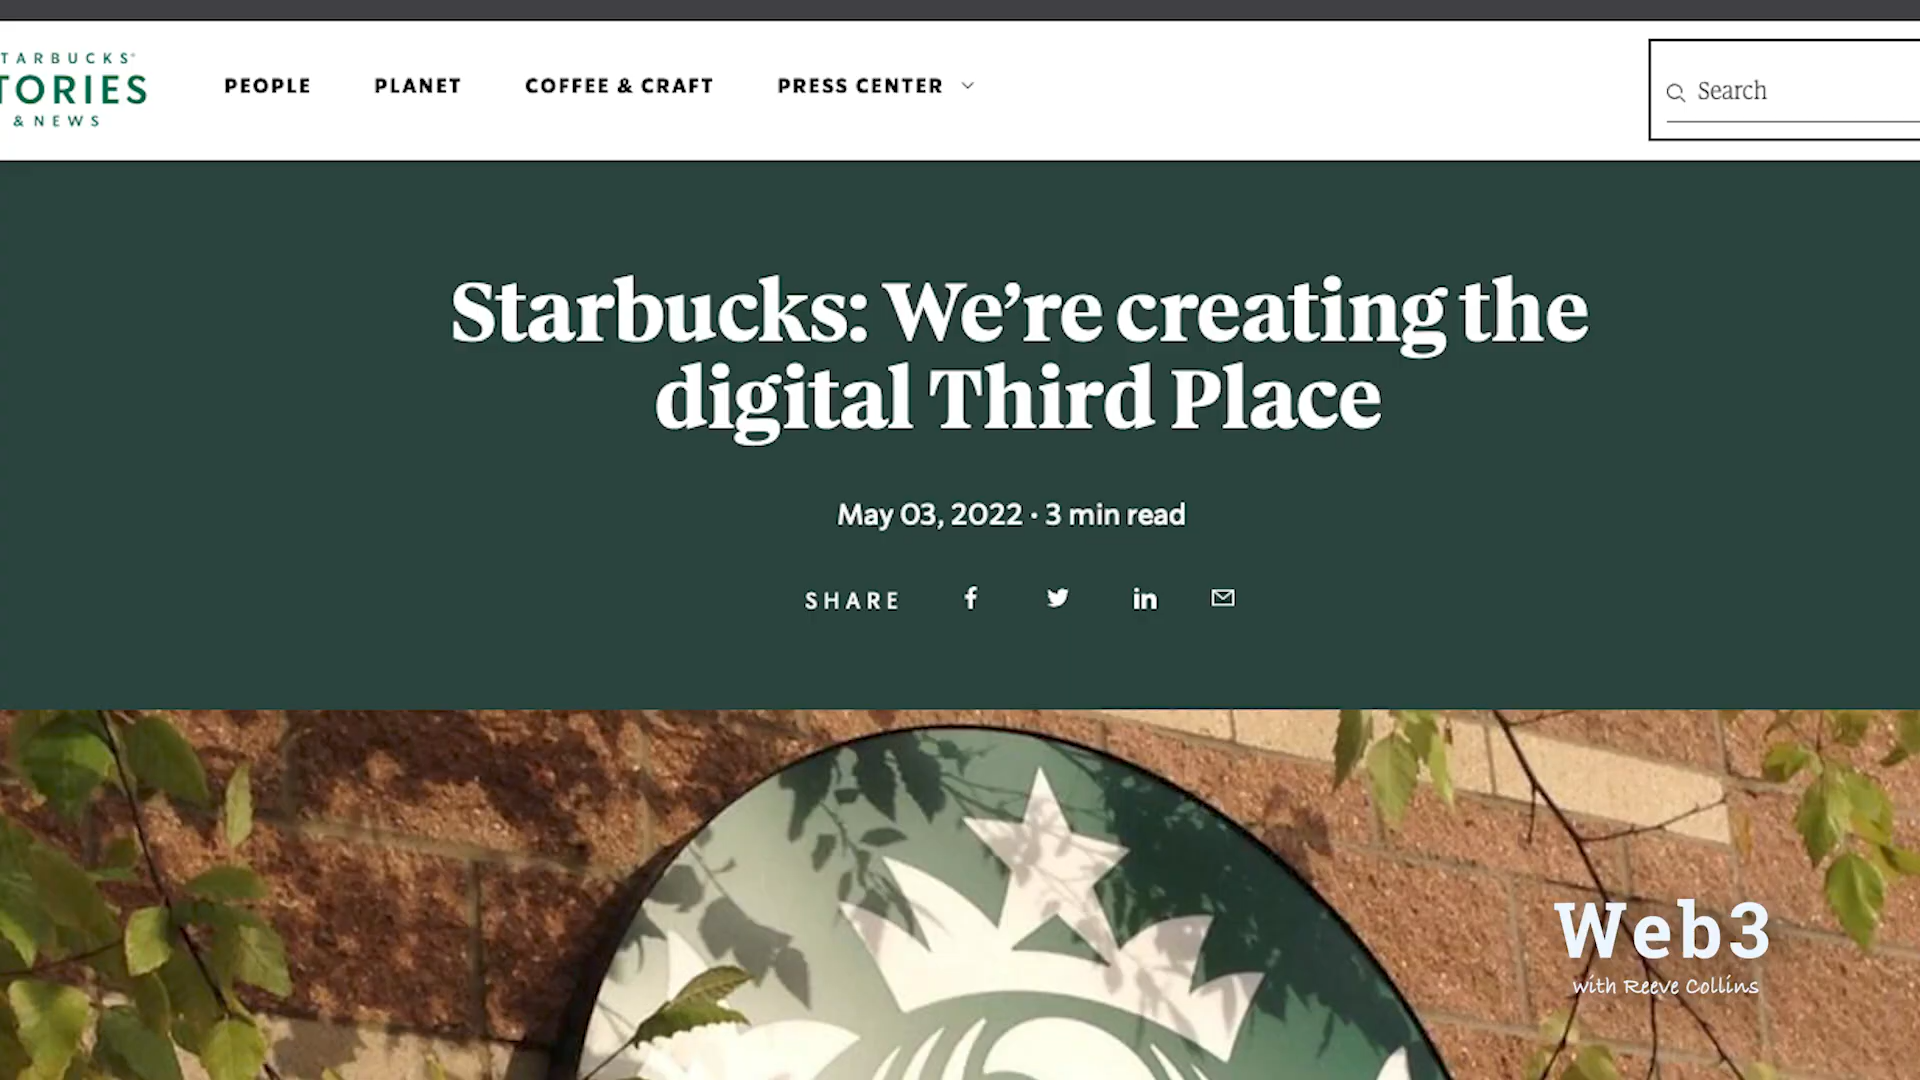 TARBUCKS®
TORIES
& NEWS
PEOPLE
PLANET
COFFEE & CRAFT
PRESS CENTER
Search
Starbucks: We’re creating the
digital Third Place
May 03, 2022 · 3 min read
SHARE
Web3
with Reeve Collins